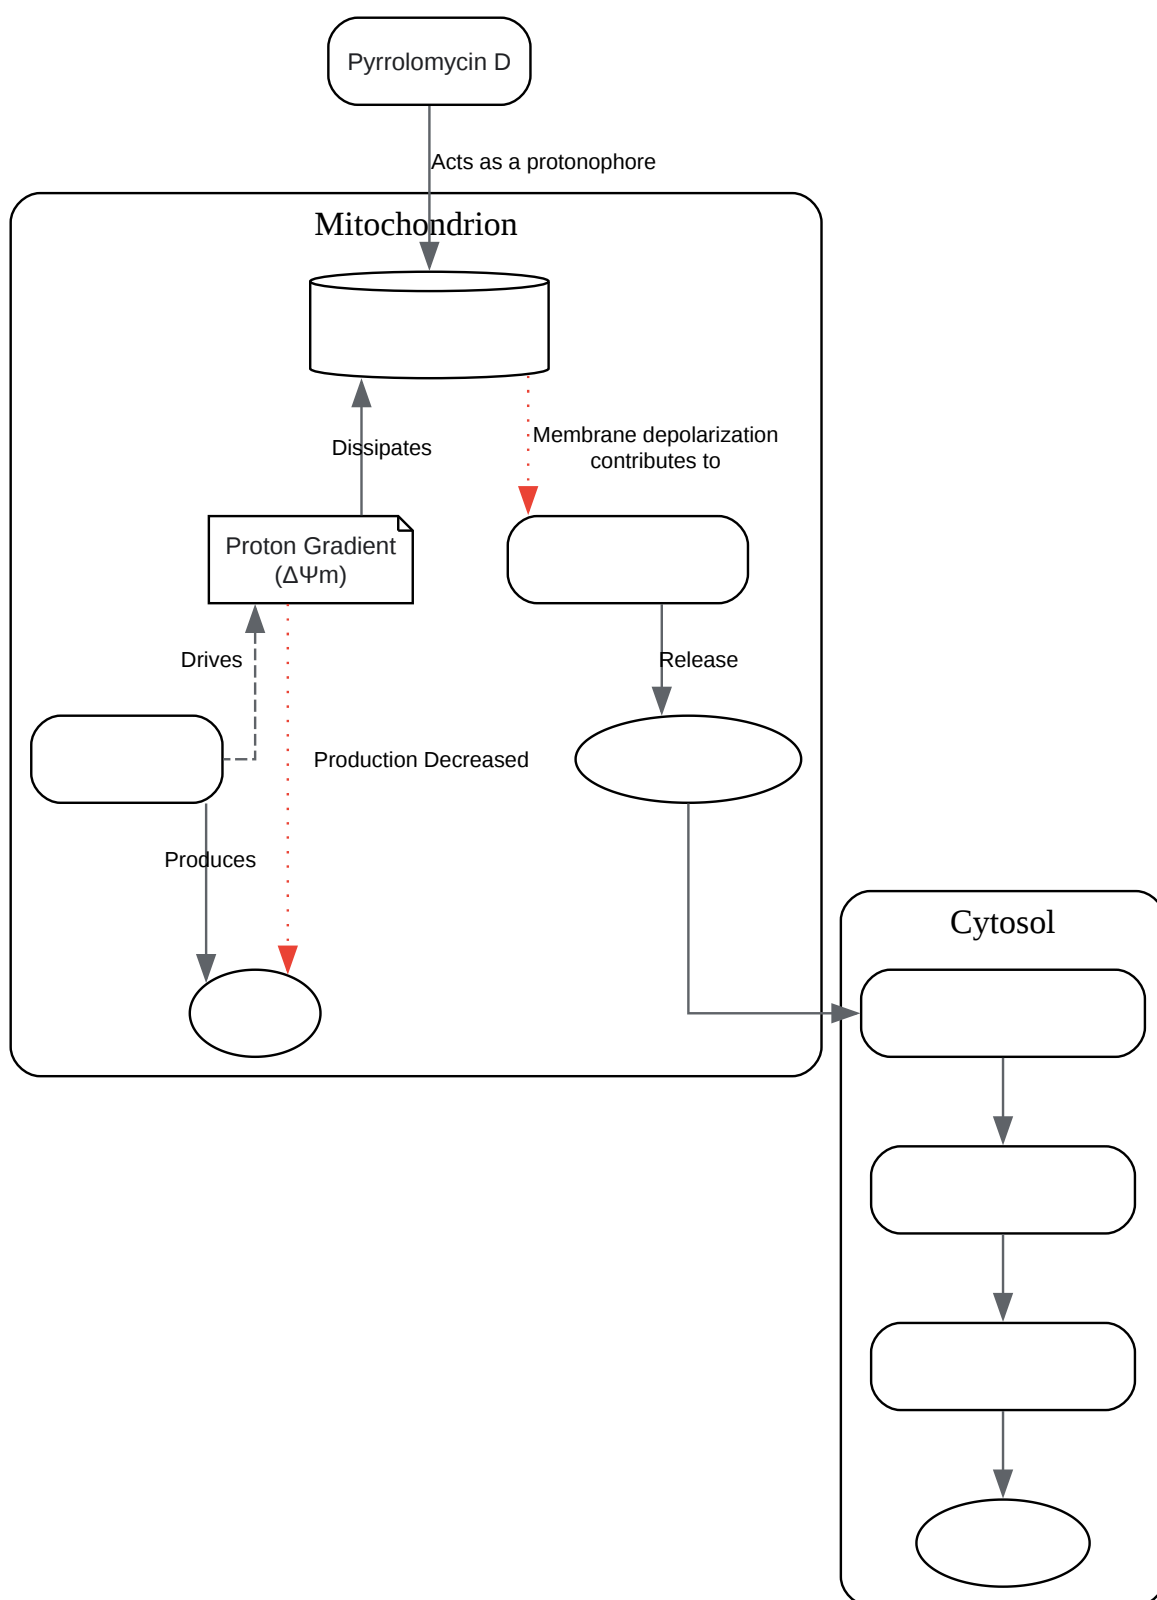 Pyrrolomycin D
Acts as a protonophore
Mitochondrion
Dissipates
Membrane depolarization
contributes to
Proton Gradient
(ΔΨm)
Drives
Release
Production Decreased
Produces
Cytosol